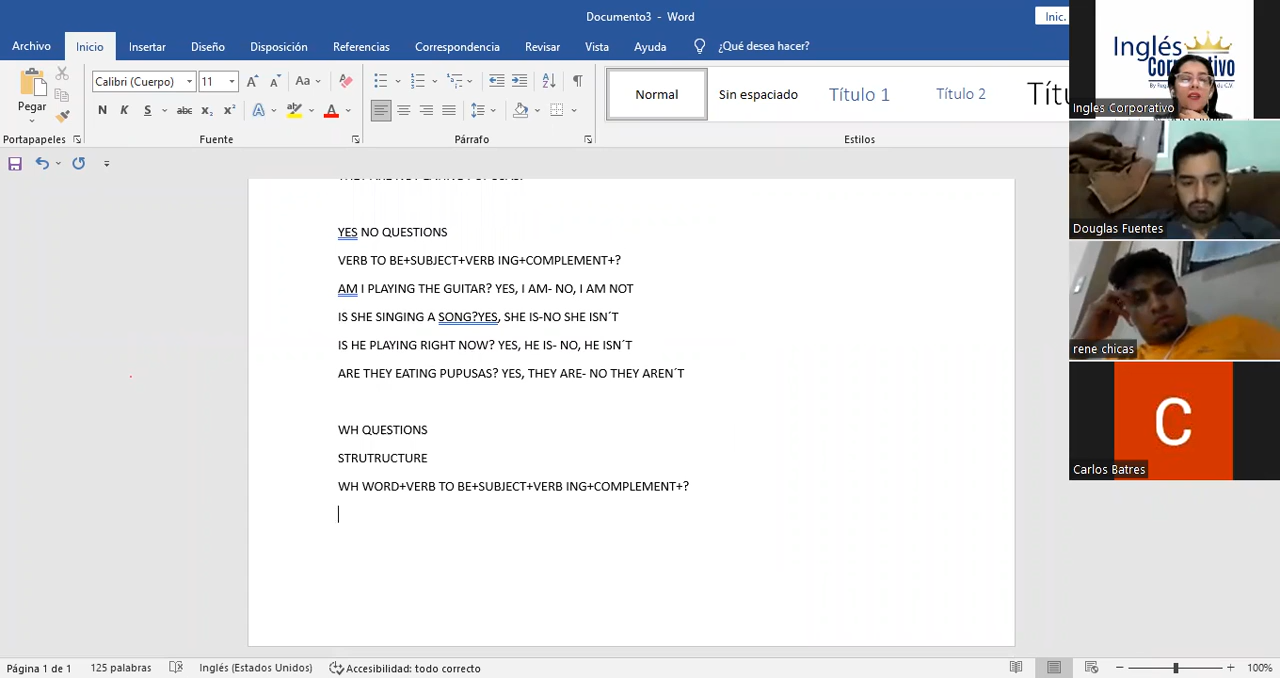 Documento3 - Word
Inic.
Archivo Inicio Insertar Diseño Disposición Referencias Correspondencia Revisar Vista Ayuda ¿Qué desea hacer?
Pegar
Calibri (Cuerpo) 11
Aa
N K S abc x₂ x²
Normal Sin espaciado Título 1 Título 2 Títu
Portapapeles Fuente Párrafo Estilos
YES NO QUESTIONS
VERB TO BE+SUBJECT+VERB ING+COMPLEMENT+?
AM I PLAYING THE GUITAR? YES, I AM- NO, I AM NOT
IS SHE SINGING A SONG?YES, SHE IS-NO SHE ISN´T
IS HE PLAYING RIGHT NOW? YES, HE IS- NO, HE ISN´T
ARE THEY EATING PUPUSAS? YES, THEY ARE- NO THEY AREN´T
WH QUESTIONS
STRUTRUCTURE
WH WORD+VERB TO BE+SUBJECT+VERB ING+COMPLEMENT+?
Página 1 de 1 125 palabras Inglés (Estados Unidos) Accesibilidad: todo correcto 100%
Inglés
Corporativo
Ingles Corporativo
Douglas Fuentes
rene chicas
C
Carlos Batres